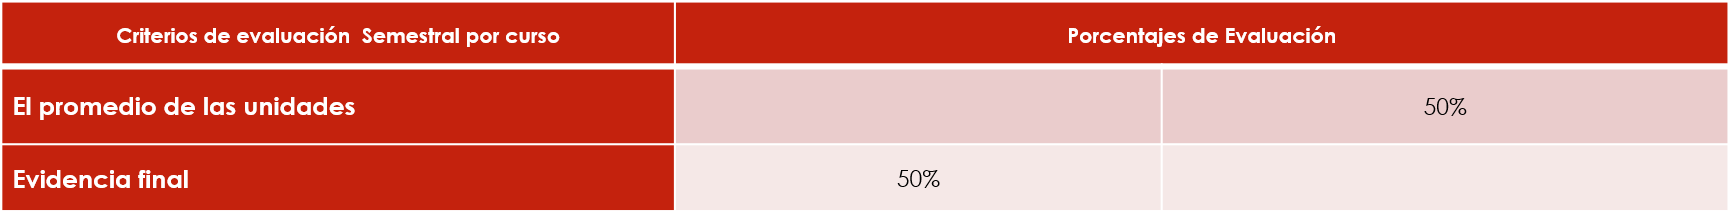 Criterios de evaluación  Semestral por curso
Porcentajes de Evaluación
El promedio de las unidades
50%
Evidencia final
50%